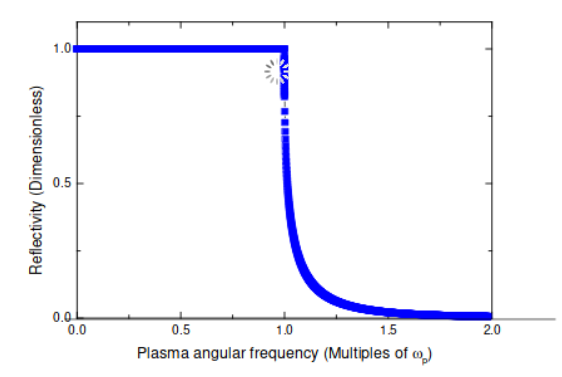 Reflectivity (Dimensionless)
1.0
0.5
0.0
0.0 0.5 1.0 1.5 2.0
Plasma angular frequency (Multiples of ωp)